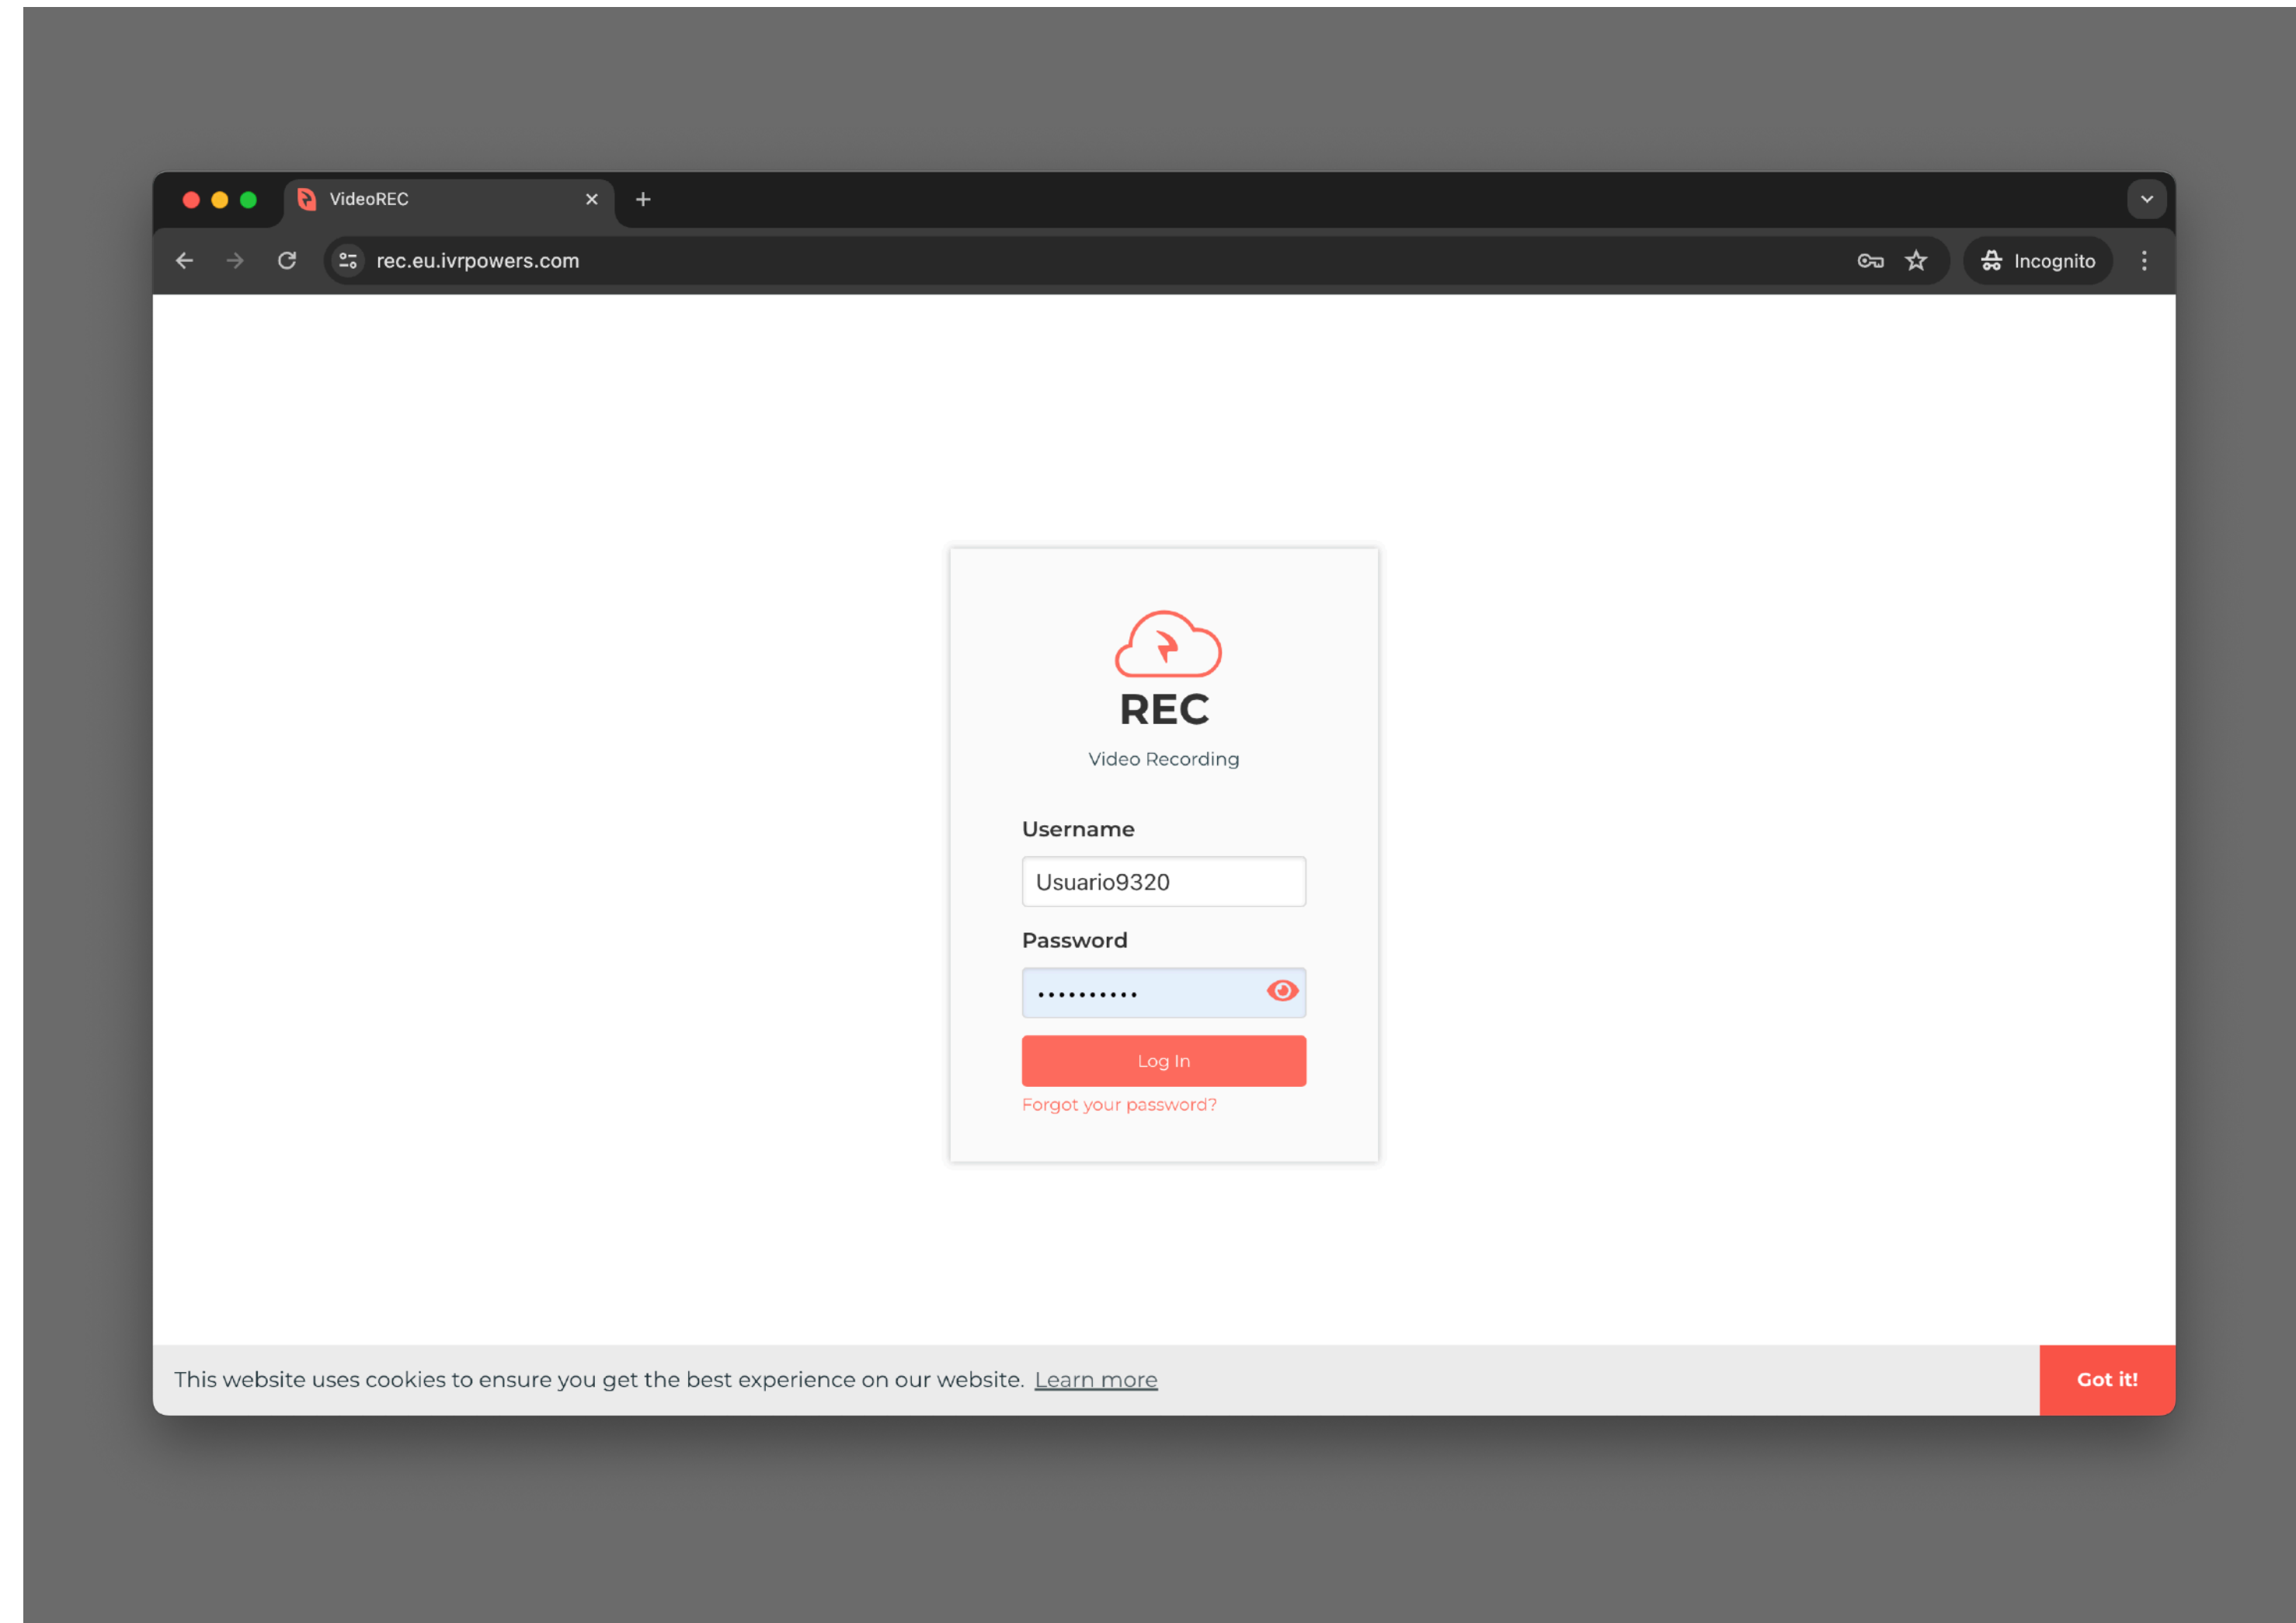 VideoREC
rec.eu.ivrpowers.com
Incognito
REC
Video Recording
Username
Usuario9320
Password
••••••••••
Log In
Forgot your password?
This website uses cookies to ensure you get the best experience on our website. Learn more
Got it!